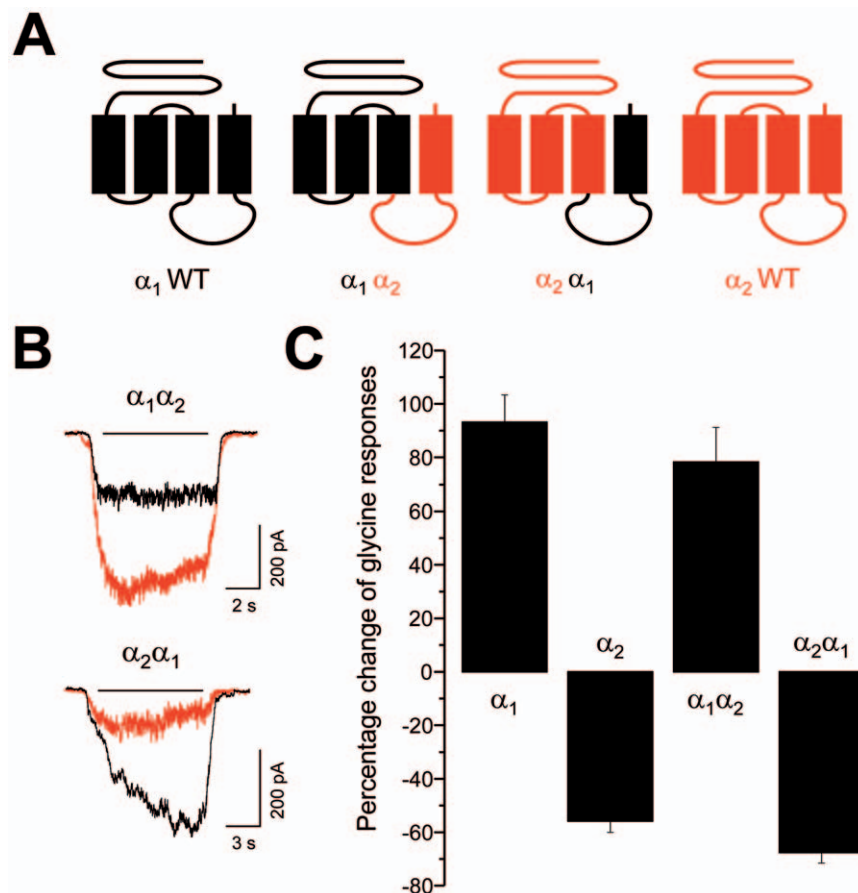 A
α₁ WT
α₁ α₂
α₂ α₁
α₂ WT
B
α₁α₂
200 pA
2 s
α₂α₁
200 pA
3 s
C
Percentage change of glycine responses
120
100
80
60
40
20
0
-20
-40
-60
-80
α₁
α₂
α₁α₂
α₂α₁